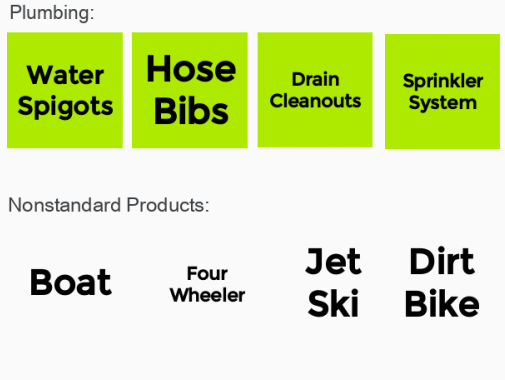 Plumbing:
Water
Spigots
Hose
Bibs
Drain
Cleanouts
Sprinkler
System
Nonstandard Products:
Boat
Four
Wheeler
Jet
Ski
Dirt
Bike